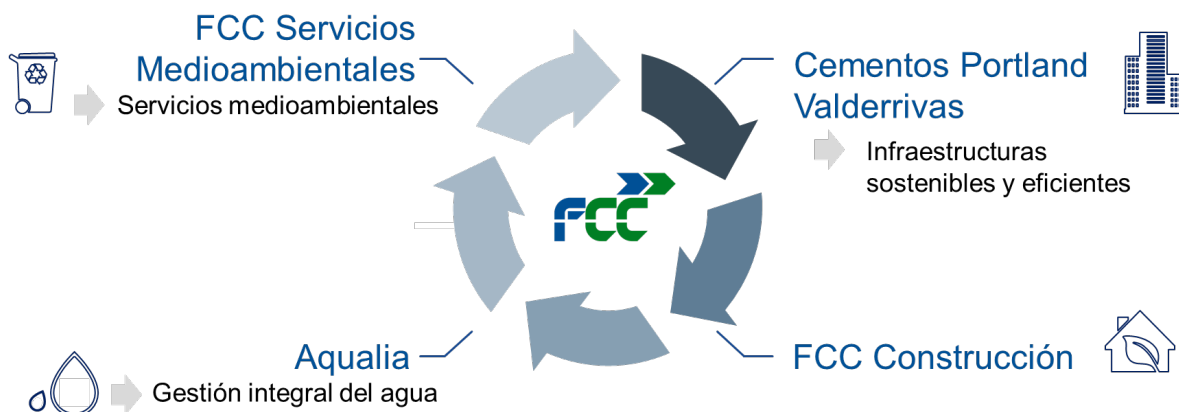 FCC Servicios
Medioambientales
Servicios medioambientales
Cementos Portland
Valderrivas
Infraestructuras
sostenibles y eficientes
FCC
Aqualia
Gestión integral del agua
FCC Construcción